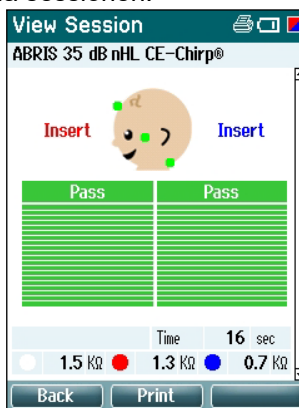 View Session
ABRIS 35 dB nHL CE-Chirp®
Insert Insert
Pass Pass
Time 16 sec
1.5 KΩ 1.3 KΩ 0.7 KΩ
Back Print